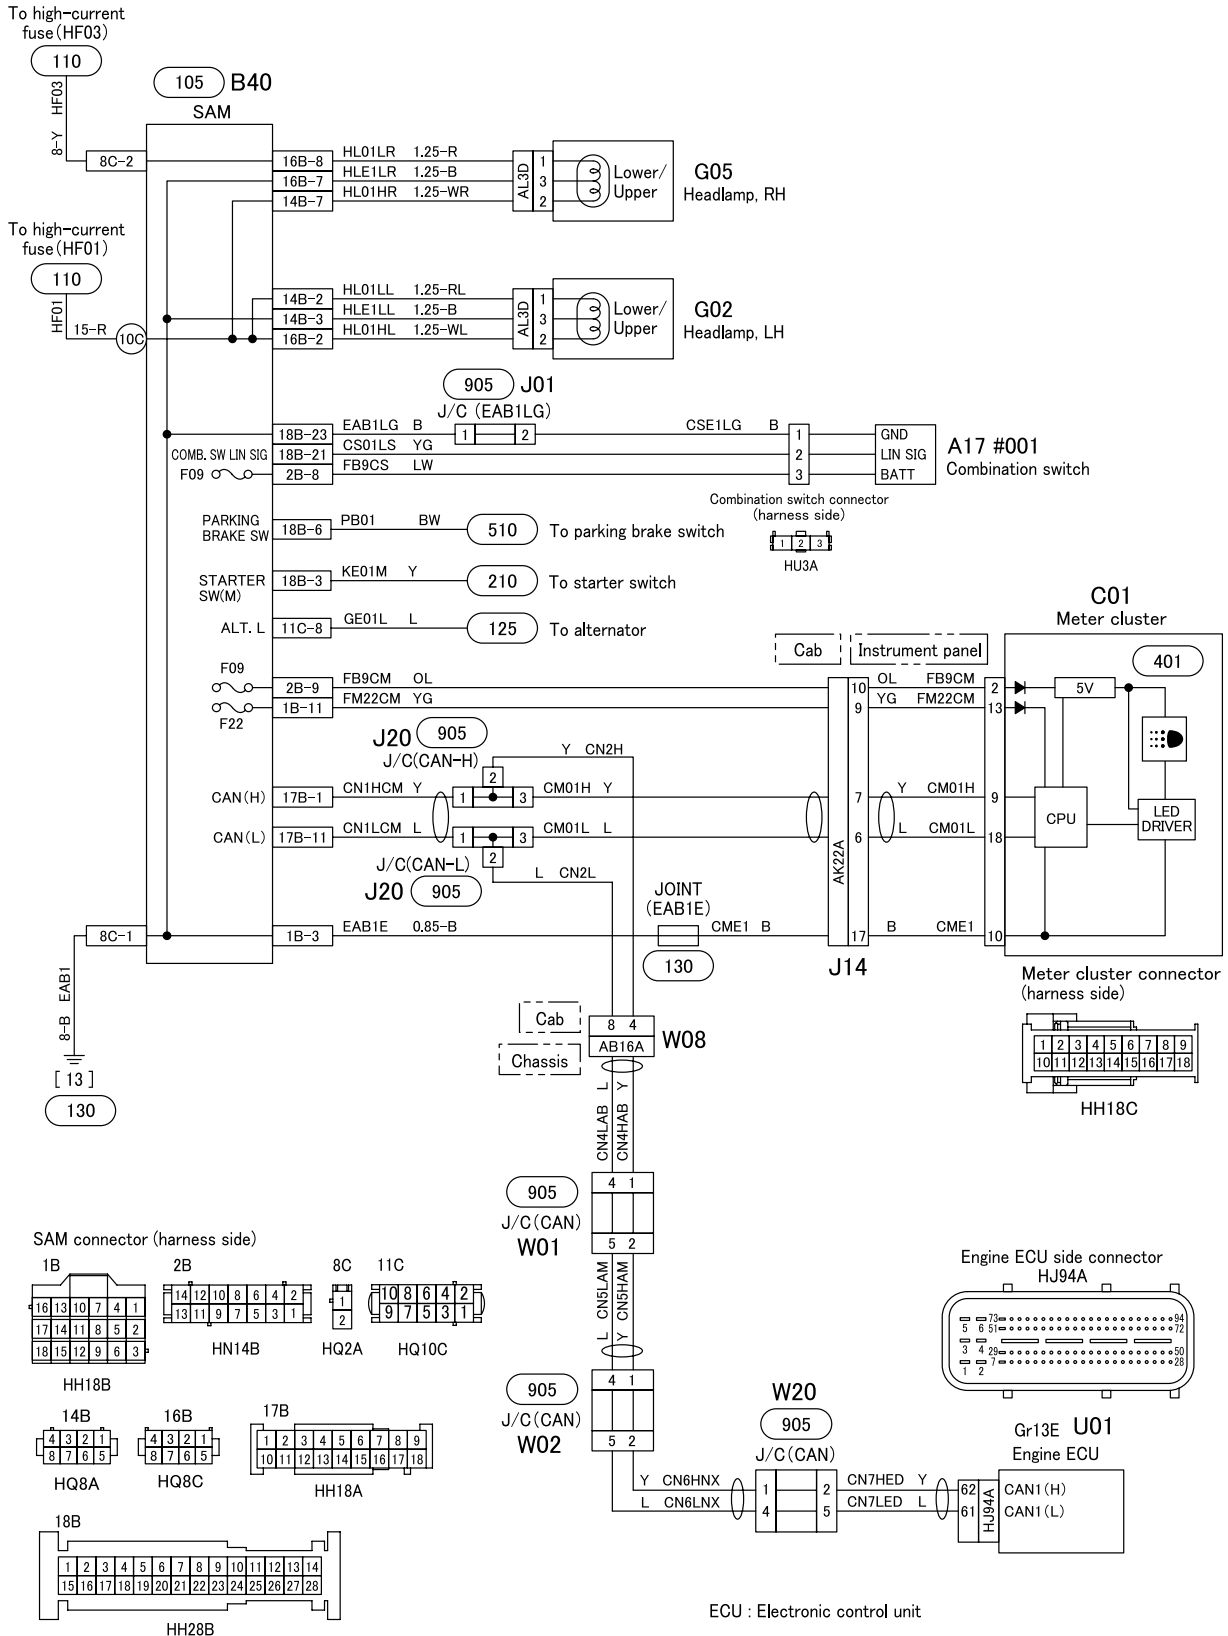 To high-current
fuse(HF03)
110
8-Y HF03
105 B40
SAM
8C-2
16B-8 HL01LR 1.25-R
16B-7 HLE1LR 1.25-B
14B-7 HL01HR 1.25-WR
AL3D
1
3
2
Lower/
Upper
G05
Headlamp, RH
To high-current
fuse(HF01)
110
HF01
15-R
10C
14B-2 HL01LL 1.25-RL
14B-3 HLE1LL 1.25-B
16B-2 HL01HL 1.25-WL
AL3D
1
3
2
Lower/
Upper
G02
Headlamp, LH
905 J01
J/C (EAB1LG)
18B-23 EAB1LG B 1 2 CSE1LG B 1 GND
COMB. SW LIN SIG 18B-21 CS01LS YG 2 LIN SIG
F09 2B-8 FB9CS LW 3 BATT
A17 #001
Combination switch
Combination switch connector
(harness side)
1 2 3
HU3A
PARKING
BRAKE SW
18B-6 PB01 BW 510 To parking brake switch
STARTER
SW(M)
18B-3 KE01M Y 210 To starter switch
ALT. L 11C-8 GE01L L 125 To alternator
C01
Meter cluster
Cab Instrument panel
401
F09
2B-9 FB9CM OL 10 OL FB9CM 2 5V
1B-11 FM22CM YG 9 YG FM22CM 13
F22
J20 905
J/C(CAN-H)
Y CN2H
2
CAN(H) 17B-1 CN1HCM Y 1 3 CM01H Y 7 Y CM01H 9
CPU
LED
DRIVER
CAN(L) 17B-11 CN1LCM L 1 3 CM01L L 6 L CM01L 18
2
J/C(CAN-L)
J20 905
L CN2L
AK22A
JOINT
(EAB1E)
8C-1 1B-3 EAB1E 0.85-B CME1 B 17 B CME1 10
130
J14
8-B EAB1
[ 13 ]
130
Meter cluster connector
(harness side)
1 2 3 4 5 6 7 8 9
10 11 12 13 14 15 16 17 18
HH18C
Cab
8 4
AB16A
W08
Chassis
CN4LAB L
CN4HAB Y
4 1
905
J/C(CAN)
W01
5 2
L CN5LAM
Y CN5HAM
4 1
905
J/C(CAN)
W02
5 2
W20
905
J/C(CAN)
Y CN6HNX 1 2 CN7HED Y 62 CAN1(H)
L CN6LNX 4 5 CN7LED L 61 CAN1(L)
HJ94A
Gr13E U01
Engine ECU
Engine ECU side connector
HJ94A
73 94
5 6 51 72
3 4 29 50
7 28
1 2
SAM connector (harness side)
1B
16 13 10 7 4 1
17 14 11 8 5 2
18 15 12 9 6 3
HH18B
2B
14 12 10 8 6 4 2
13 11 9 7 5 3 1
HN14B
8C
1
2
HQ2A
11C
10 8 6 4 2
9 7 5 3 1
HQ10C
14B
4 3 2 1
8 7 6 5
HQ8A
16B
4 3 2 1
8 7 6 5
HQ8C
17B
1 2 3 4 5 6 7 8 9
10 11 12 13 14 15 16 17 18
HH18A
18B
1 2 3 4 5 6 7 8 9 10 11 12 13 14
15 16 17 18 19 20 21 22 23 24 25 26 27 28
HH28B
ECU : Electronic control unit